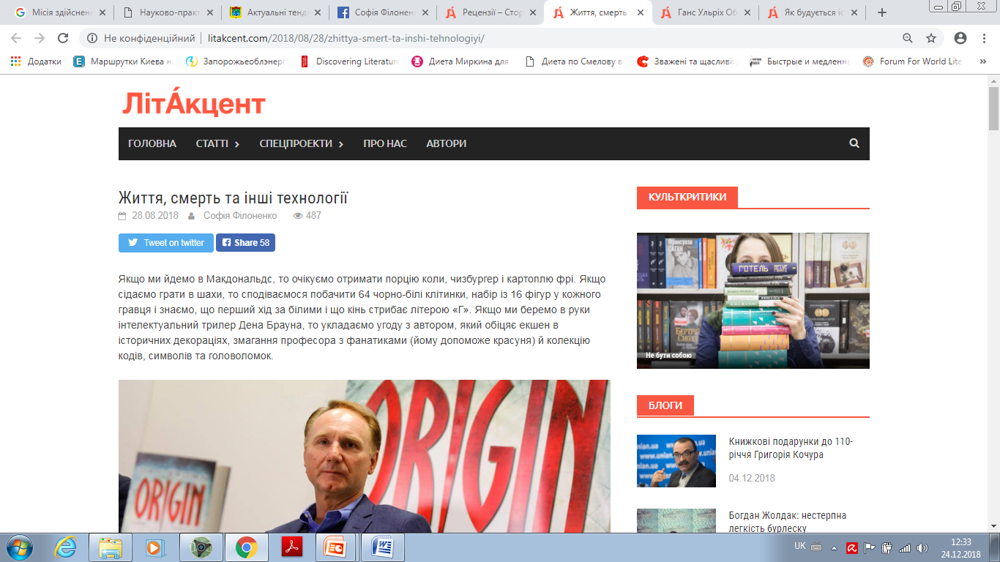 Місія здійснен
Науково-практ
Актуальні тенд
Софія Філонен
Рецензії – Стор
Життя, смерть
Ганс Ульріх Об
Як будується іс
Не конфіденційний
litakcent.com/2018/08/28/zhittya-smert-ta-inshi-tehnologiyi/
Додатки
Маршрутки Киева н
Запорожьеоблэнерг
Discovering Literature
Диета Миркина для
Диета по Смелову в
Зважені та щасливі:
Быстрые и медленн
Forum For World Lite
»
ЛітАкцент
ГОЛОВНА СТАТТІ СПЕЦПРОЕКТИ ПРО НАС АВТОРИ
Життя, смерть та інші технології
28.08.2018 Софія Філоненко 487
Tweet on twitter Share 58
Якщо ми йдемо в Макдональдс, то очікуємо отримати порцію коли, чизбургер і картоплю фрі. Якщо
сідаємо грати в шахи, то сподіваємося побачити 64 чорно-білі клітинки, набір із 16 фігур у кожного
гравця і знаємо, що перший хід за білими і що кінь стрибає літерою «Г». Якщо ми беремо в руки
інтелектуальний трилер Дена Брауна, то укладаємо угоду з автором, який обіцяє екшен в
історичних декораціях, змагання професора з фанатиками (йому допоможе красуня) й колекцію
кодів, символів та головоломок.
ORIGIN
ORIGIN
КУЛЬТКРИТИКИ
Франсуаза
САГАН
ГОТЕЛЬ
БЕРТРАН
Не бути собою
БЛОГИ
unian.ua
www.unian
Книжкові подарунки до 110-
річчя Григорія Кочура
04.12.2018
Богдан Жолдак: нестерпна
легкість бурлеску
UK
12:33
24.12.2018